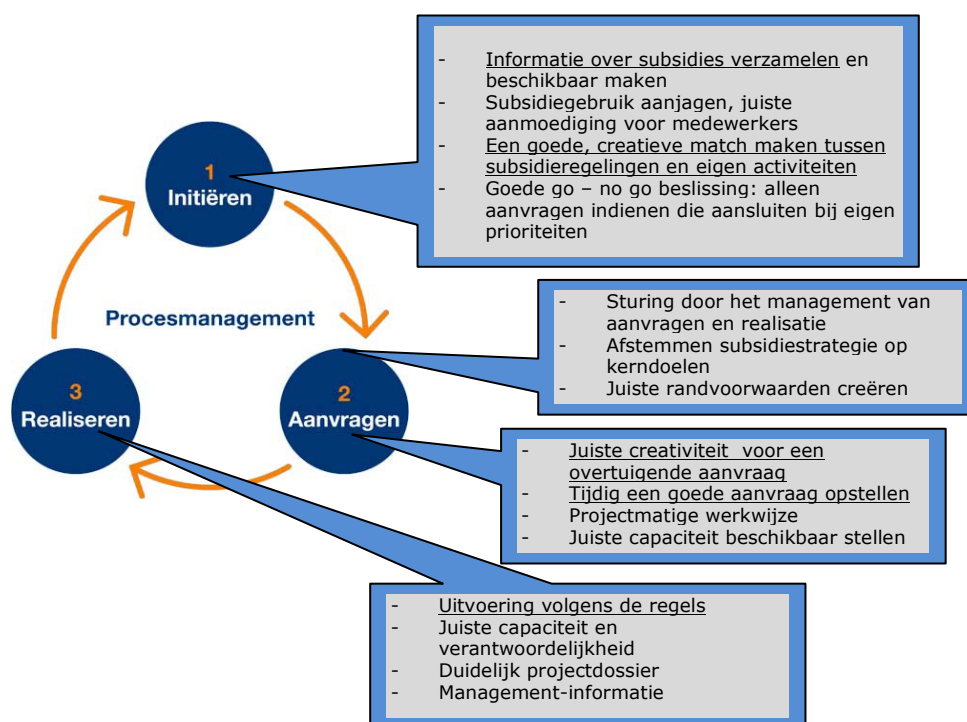 - Informatie over subsidies verzamelen en
beschikbaar maken
- Subsidiegebruik aanjagen, juiste
aanmoediging voor medewerkers
- Een goede, creatieve match maken tussen
subsidieregelingen en eigen activiteiten
- Goede go – no go beslissing: alleen
aanvragen indienen die aansluiten bij eigen
prioriteiten
1
Initiëren
Procesmanagement
- Sturing door het management van
aanvragen en realisatie
- Afstemmen subsidiestrategie op
kerndoelen
- Juiste randvoorwaarden creëren
3
Realiseren
2
Aanvragen
- Juiste creativiteit voor een
overtuigende aanvraag
- Tijdig een goede aanvraag opstellen
- Projectmatige werkwijze
- Juiste capaciteit beschikbaar stellen
- Uitvoering volgens de regels
- Juiste capaciteit en
verantwoordelijkheid
- Duidelijk projectdossier
- Management-informatie